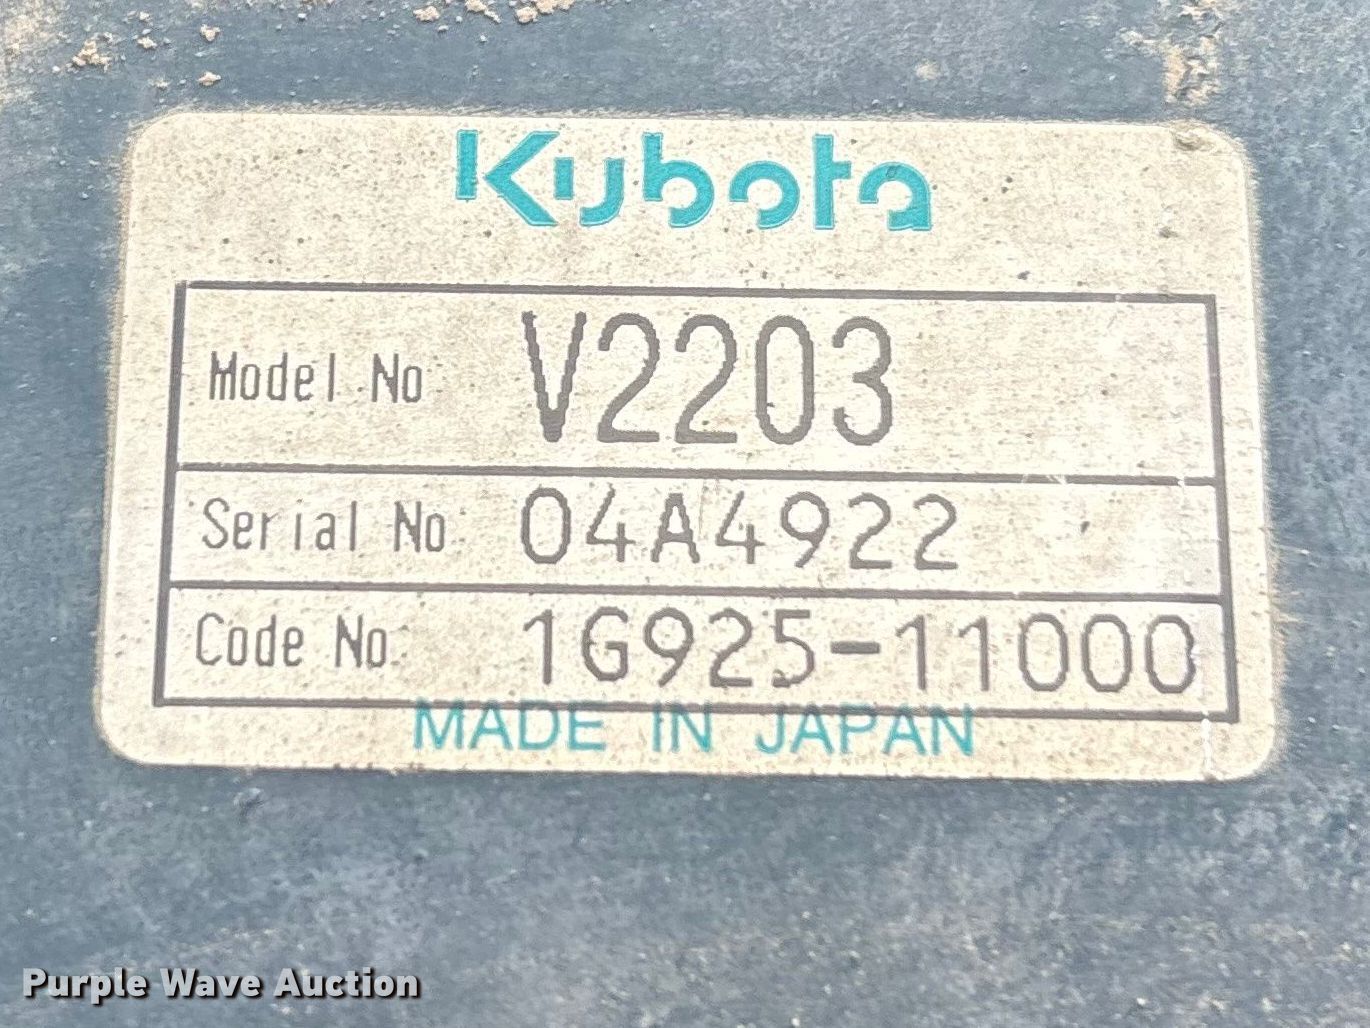 Kubota
Model No V2203
Serial No 04A4922
Code No 1G925-11000
MADE IN JAPAN
Purple Wave Auction